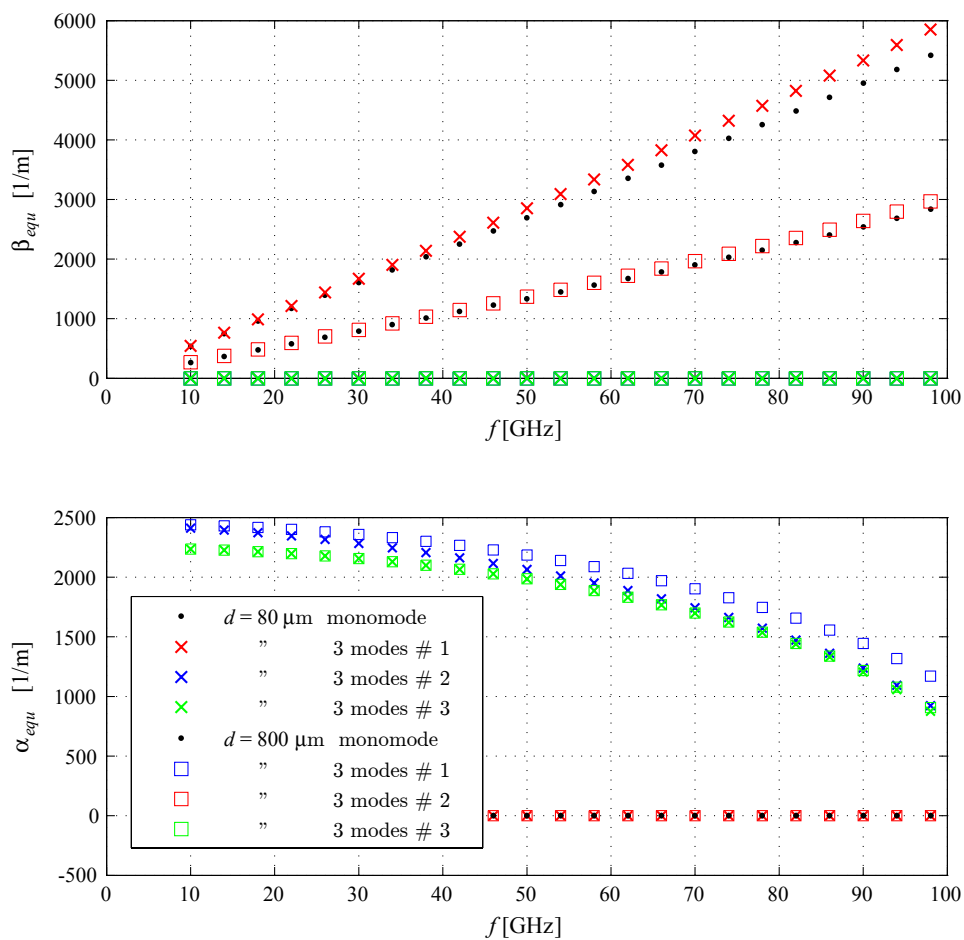 6000
5000
4000
3000
2000
1000
0
β equ [1/m]
0 10 20 30 40 50 60 70 80 90 100
f [GHz]
2500
2000
1500
1000
500
0
-500
α equ [1/m]
d = 80 μm monomode
” 3 modes # 1
” 3 modes # 2
” 3 modes # 3
d = 800 μm monomode
” 3 modes # 1
” 3 modes # 2
” 3 modes # 3
0 10 20 30 40 50 60 70 80 90 100
f [GHz]